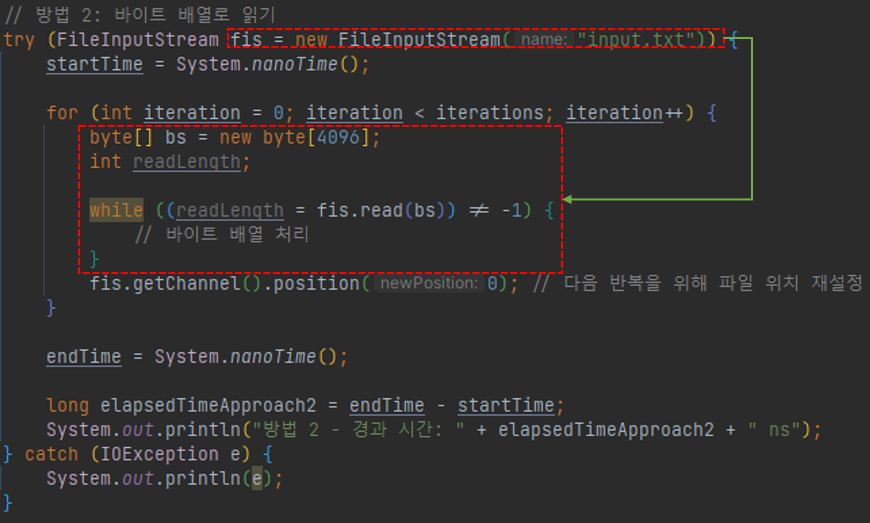 // 방법 2: 바이트 배열로 읽기
try (FileInputStream fis = new FileInputStream( name: "input.txt")) {
startTime = System.nanoTime();
for (int iteration = 0; iteration < iterations; iteration++) {
byte[] bs = new byte[4096];
int readLength;
while ((readLength = fis.read(bs)) ≠ -1) {
// 바이트 배열 처리
}
fis.getChannel().position( newPosition: 0); // 다음 반복을 위해 파일 위치 재설정
}
endTime = System.nanoTime();
long elapsedTimeApproach2 = endTime - startTime;
System.out.println("방법 2 - 경과 시간: " + elapsedTimeApproach2 + " ns");
} catch (IOException e) {
System.out.println(e);
}